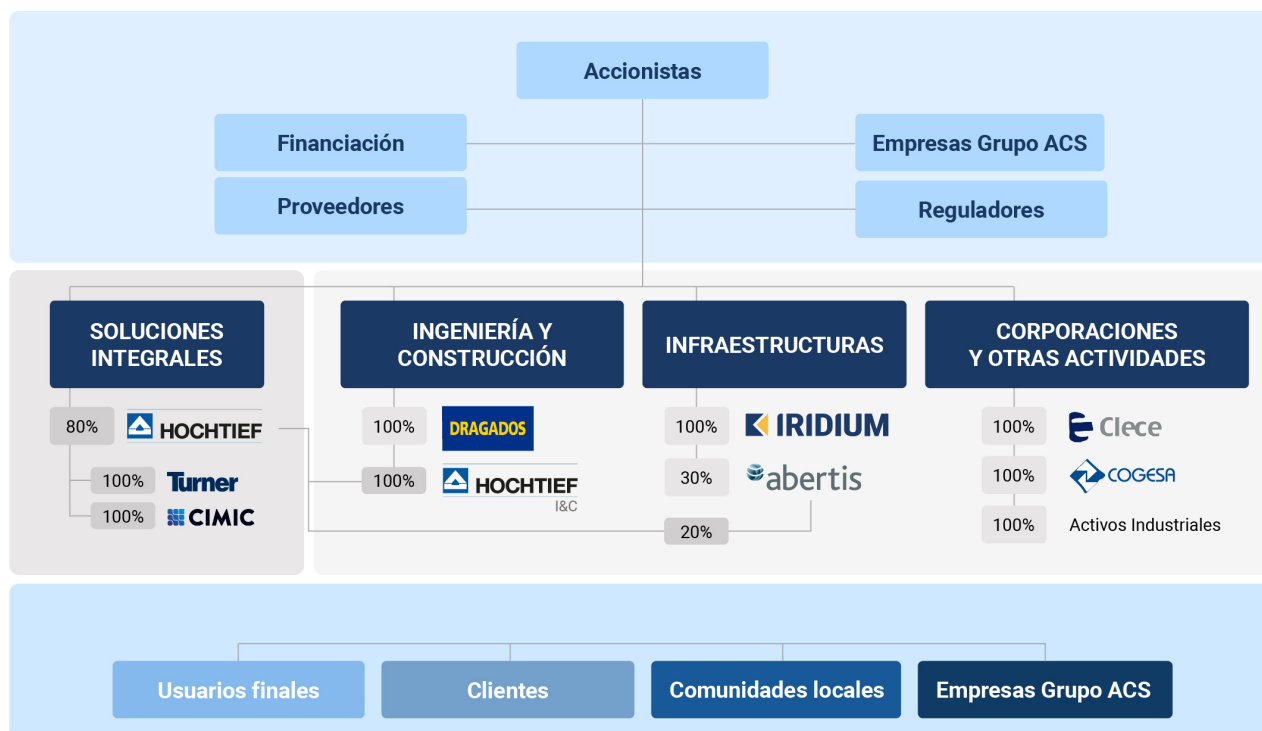 Accionistas
Financiación
Empresas Grupo ACS
Proveedores
Reguladores
SOLUCIONES
INTEGRALES
80% HOCHTIEF
100% Turner
100% CIMIC
INGENIERÍA Y
CONSTRUCCIÓN
100% DRAGADOS
100% HOCHTIEF
I&C
INFRAESTRUCTURAS
100% IRIDIUM
30% abertis
20%
CORPORACIONES
Y OTRAS ACTIVIDADES
100% Clece
100% COGESA
100% Activos Industriales
Usuarios finales
Clientes
Comunidades locales
Empresas Grupo ACS